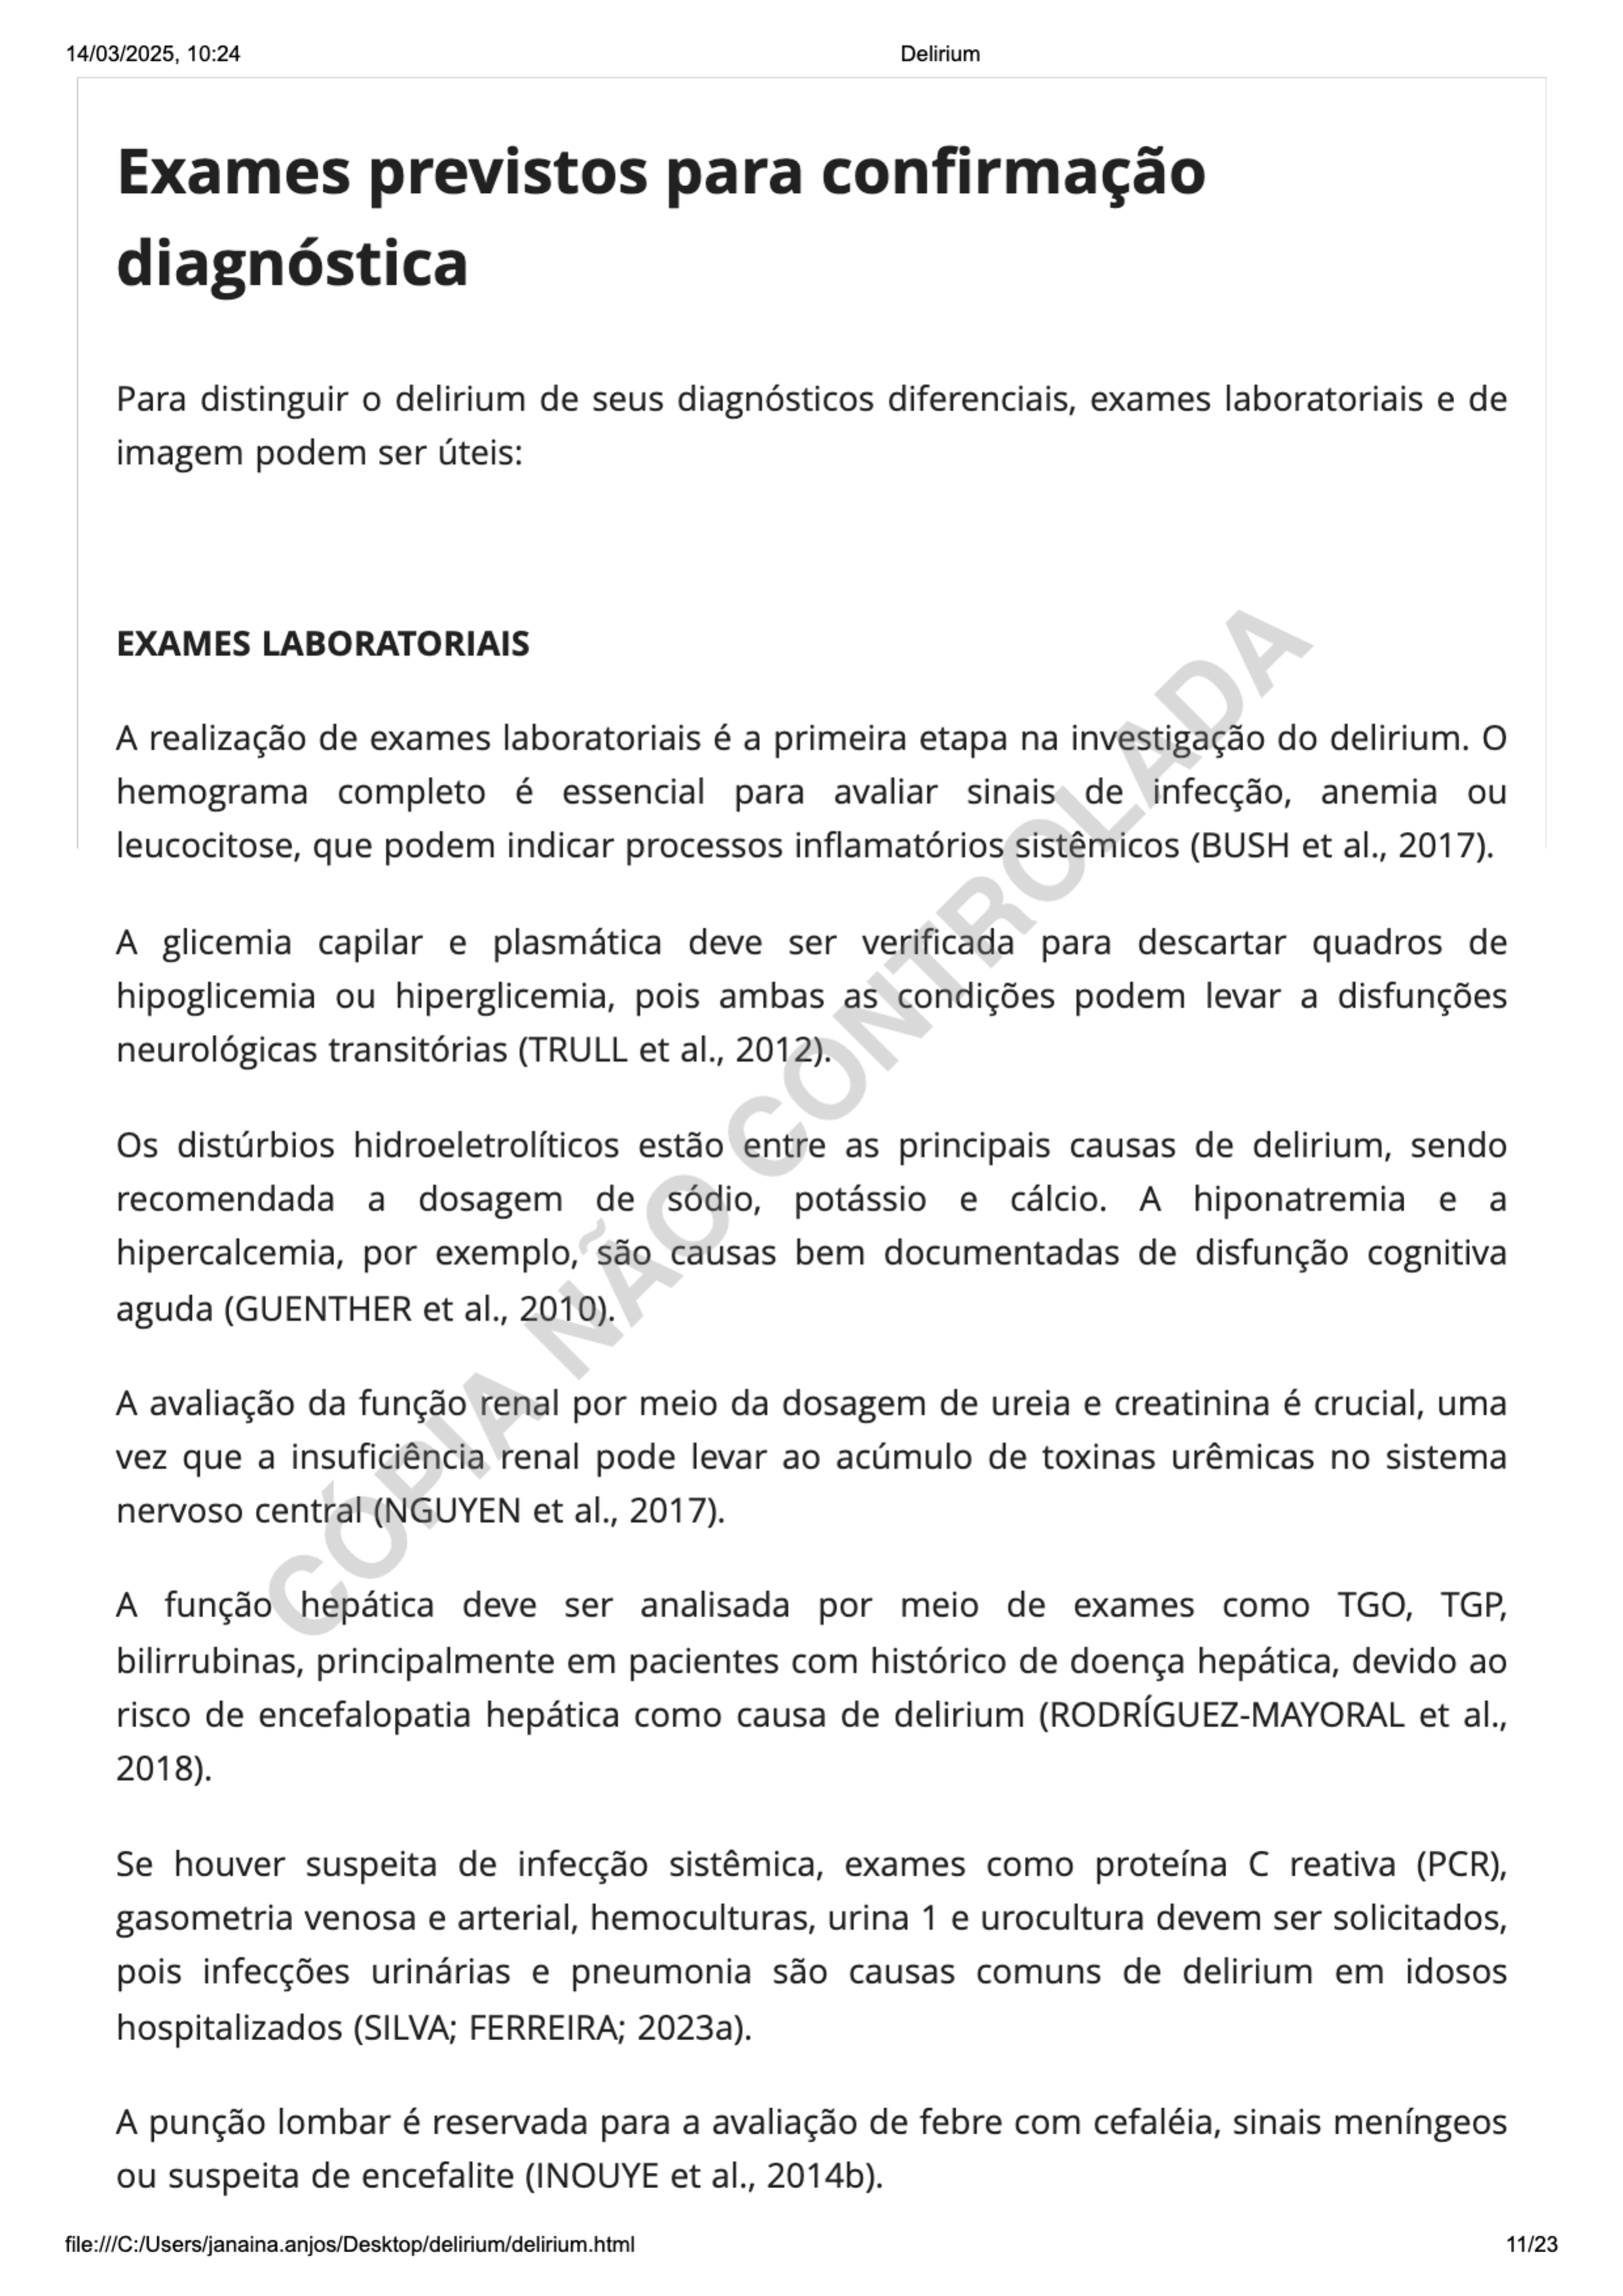 14/03/2025, 10:24
Delirium
Exames previstos para confirmação
diagnóstica
Para distinguir o delirium de seus diagnósticos diferenciais, exames laboratoriais e de
imagem podem ser úteis:
EXAMES LABORATORIAIS
A realização de exames laboratoriais é a primeira etapa na investigação do delirium. O
hemograma completo é essencial para avaliar sinais de infecção, anemia ou
leucocitose, que podem indicar processos inflamatórios sistêmicos (BUSH et al., 2017).
A glicemia capilar e plasmática deve ser verificada para descartar quadros de
hipoglicemia ou hiperglicemia, pois ambas as condições podem levar a disfunções
neurológicas transitórias (TRULL et al., 2012).
Os distúrbios hidroeletrolíticos estão entre as principais causas de delirium, sendo
recomendada a dosagem de sódio, potássio e cálcio. A hiponatremia e a
hipercalcemia, por exemplo, são causas bem documentadas de disfunção cognitiva
aguda (GUENTHER et al., 2010).
A avaliação da função renal por meio da dosagem de ureia e creatinina é crucial, uma
vez que a insuficiência renal pode levar ao acúmulo de toxinas urêmicas no sistema
nervoso central (NGUYEN et al., 2017).
A função hepática deve ser analisada por meio de exames como TGO, TGP,
bilirrubinas, principalmente em pacientes com histórico de doença hepática, devido ao
risco de encefalopatia hepática como causa de delirium (RODRÍGUEZ-MAYORAL et al.,
2018).
Se houver suspeita de infecção sistêmica, exames como proteína C reativa (PCR),
gasometria venosa e arterial, hemoculturas, urina 1 e urocultura devem ser solicitados,
pois infecções urinárias e pneumonia são causas comuns de delirium em idosos
hospitalizados (SILVA; FERREIRA; 2023a).
A punção lombar é reservada para a avaliação de febre com cefaléia, sinais meníngeos
ou suspeita de encefalite (INOUYE et al., 2014b).
CÓPIA NÃO CONTROLADA
file:///C:/Users/janaina.anjos/Desktop/delirium/delirium.html
11/23